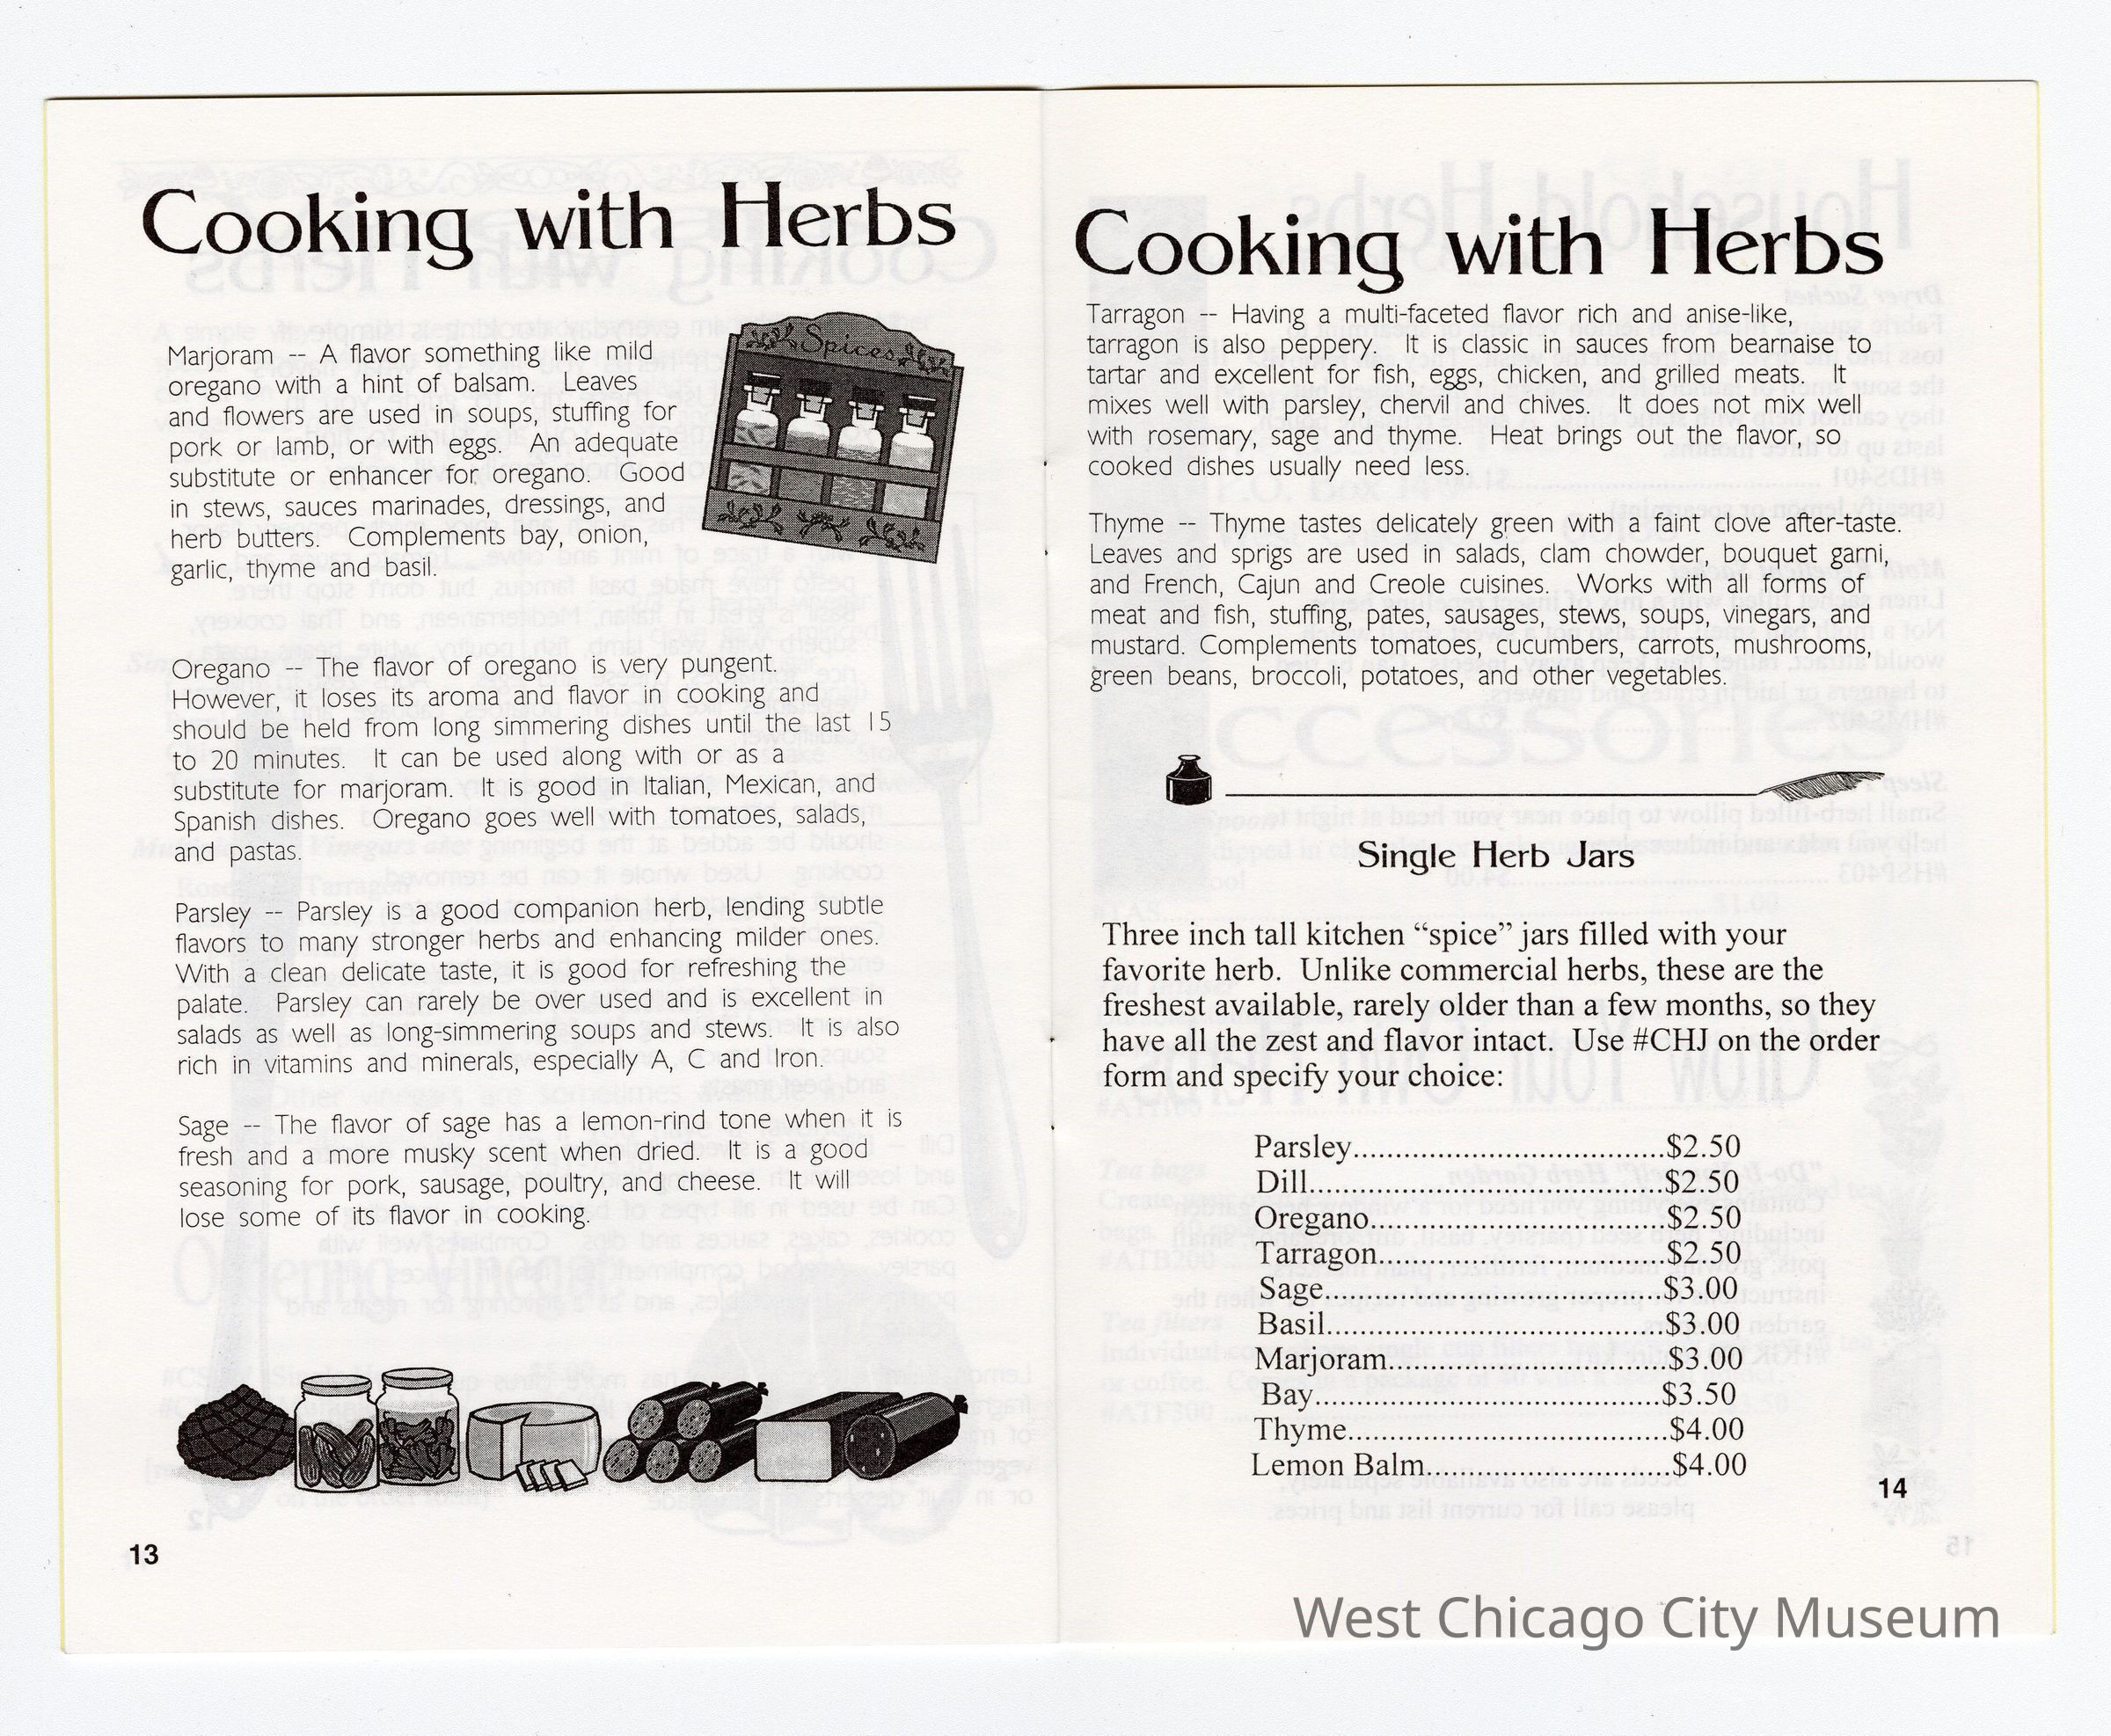 Cooking with Herbs
Spices
Marjoram -- A flavor something like mild
oregano with a hint of balsam. Leaves
and flowers are used in soups, stuffing for
pork or lamb, or with eggs. An adequate
substitute or enhancer for oregano. Good
in stews, sauces marinades, dressings, and
herb butters. Complements bay, onion,
garlic, thyme and basil.
Oregano -- The flavor of oregano is very pungent.
However, it loses its aroma and flavor in cooking and
should be held from long simmering dishes until the last 15
to 20 minutes. It can be used along with or as a
substitute for marjoram. It is good in Italian, Mexican, and
Spanish dishes. Oregano goes well with tomatoes, salads,
and pastas.
Parsley -- Parsley is a good companion herb, lending subtle
flavors to many stronger herbs and enhancing milder ones.
With a clean delicate taste, it is good for refreshing the
palate. Parsley can rarely be over used and is excellent in
salads as well as long-simmering soups and stews. It is also
rich in vitamins and minerals, especially A, C and Iron.
Sage -- The flavor of sage has a lemon-rind tone when it is
fresh and a more musky scent when dried. It is a good
seasoning for pork, sausage, poultry, and cheese. It will
lose some of its flavor in cooking.
13
Cooking with Herbs
Tarragon -- Having a multi-faceted flavor rich and anise-like,
tarragon is also peppery. It is classic in sauces from bearnaise to
tartar and excellent for fish, eggs, chicken, and grilled meats. It
mixes well with parsley, chervil and chives. It does not mix well
with rosemary, sage and thyme. Heat brings out the flavor, so
cooked dishes usually need less.
Thyme -- Thyme tastes delicately green with a faint clove after-taste.
Leaves and sprigs are used in salads, clam chowder, bouquet garni,
and French, Cajun and Creole cuisines. Works with all forms of
meat and fish, stuffing, pates, sausages, stews, soups, vinegars, and
mustard. Complements tomatoes, cucumbers, carrots, mushrooms,
green beans, broccoli, potatoes, and other vegetables.
Single Herb Jars
Three inch tall kitchen “spice” jars filled with your
favorite herb. Unlike commercial herbs, these are the
freshest available, rarely older than a few months, so they
have all the zest and flavor intact. Use #CHJ on the order
form and specify your choice:
Parsley.......................................$2.50
Dill............................................$2.50
Oregano.....................................$2.50
Tarragon....................................$2.50
Sage..........................................$3.00
Basil..........................................$3.00
Marjoram...................................$3.00
Bay...........................................$3.50
Thyme........................................$4.00
Lemon Balm...............................$4.00
14
West Chicago City Museum